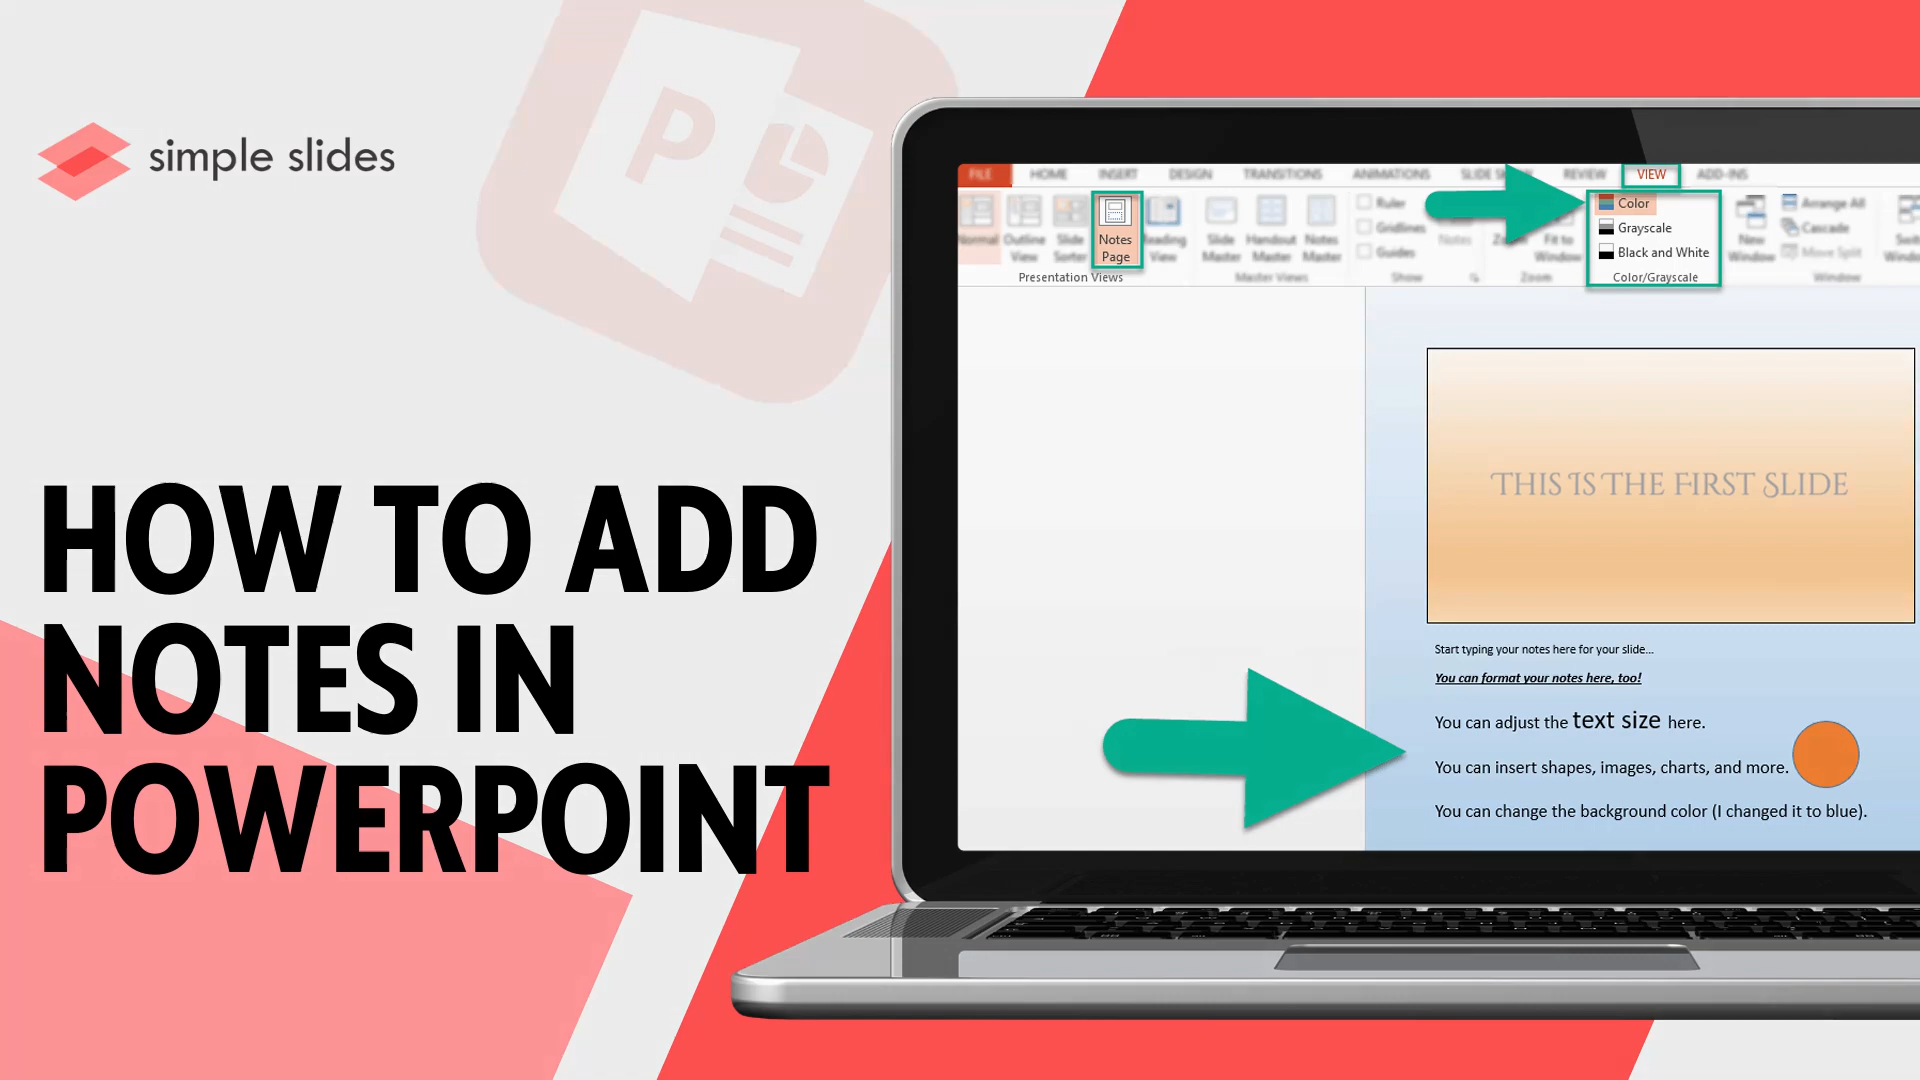 simple slides
HOW TO ADD
NOTES IN
POWERPOINT
P
FILE HOME INSERT DESIGN TRANSITIONS ANIMATIONS REVIEW VIEW ADD-INS
Normal Outline View
Slide Sorter
Notes Page
Reading View
Presentation Views
Slide Master
Handout Master
Notes Master
Master Views
Ruler
Gridlines
Guides
Show
Notes
Fit to Window
Zoom
Color
Grayscale
Black and White
Color/Grayscale
New Window
Arrange All
Cascade
Move Split
Window
THIS IS THE FIRST SLIDE
Start typing your notes here for your slide...
You can format your notes here, too!
You can adjust the text size here.
You can insert shapes, images, charts, and more.
You can change the background color (I changed it to blue).